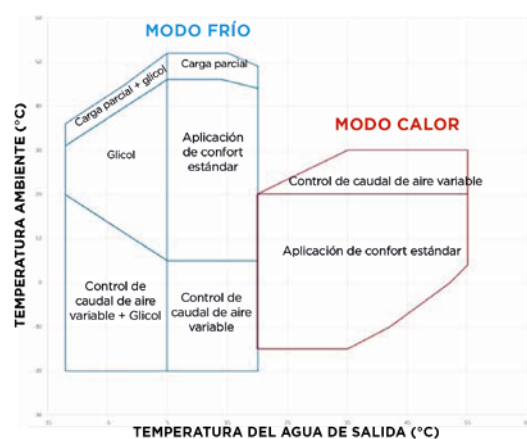 MODO FRÍO
Carga parcial + glicol
Carga parcial
MODO CALOR
Glicol
Aplicación
de confort
estándar
Control de caudal de aire variable
Aplicación de confort estándar
Control de
caudal de aire
variable + Glicol
Control de
caudal de aire
variable
TEMPERATURA AMBIENTE (°C)
TEMPERATURA DEL AGUA DE SALIDA (°C)